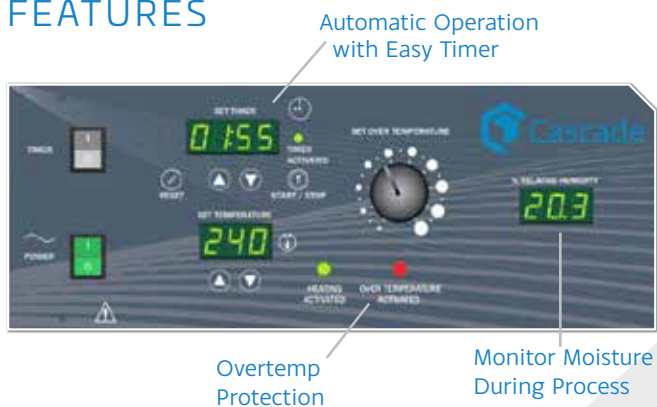 FEATURES
Automatic Operation
with Easy Timer
SET TIMER
01:55
TIMER
TIMER
ACTIVATED
RESET
START / STOP
SET OVEN TEMPERATURE
Cascade
% RELATIVE HUMIDITY
20.3
SET TEMPERATURE
240
POWER
I
0
HEATING
ACTIVATED
OVER TEMPERATURE
ACTIVATED
Overtemp
Protection
Monitor Moisture
During Process